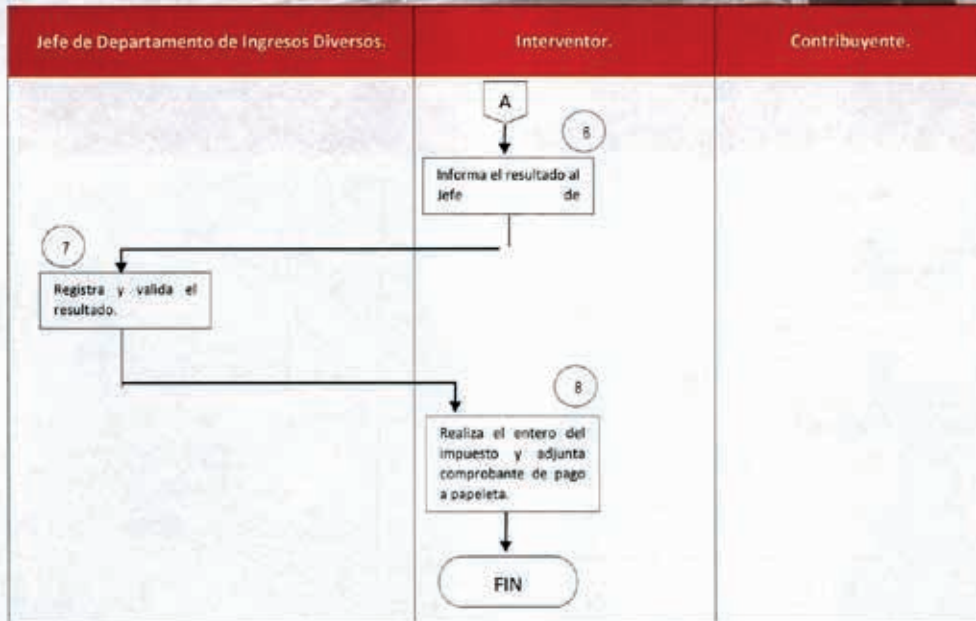 Jefe de Departamento de Ingresos Diversos.
Interventor.
Contribuyente.
A
6
Informa el resultado al
Jefe de
7
Registra y valida el
resultado.
8
Realiza el entero del
impuesto y adjunta
comprobante de pago
a papeleta.
FIN